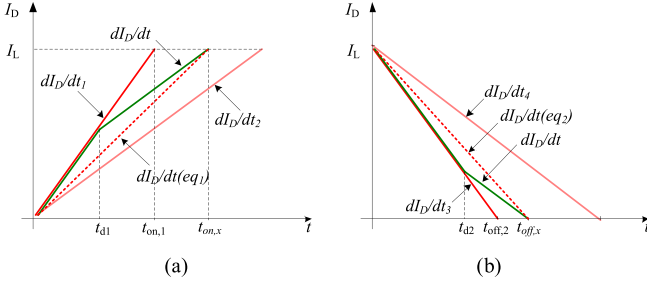 I_D
I_L
dI_D/dt
dI_D/dt_1
dI_D/dt_2
dI_D/dt(eq_1)
t_d1 t_on,1 t_on,x t
(a)
I_D
I_L
dI_D/dt_4
dI_D/dt(eq_2)
dI_D/dt
dI_D/dt_3
t_d2 t_off,2 t_off,x t
(b)